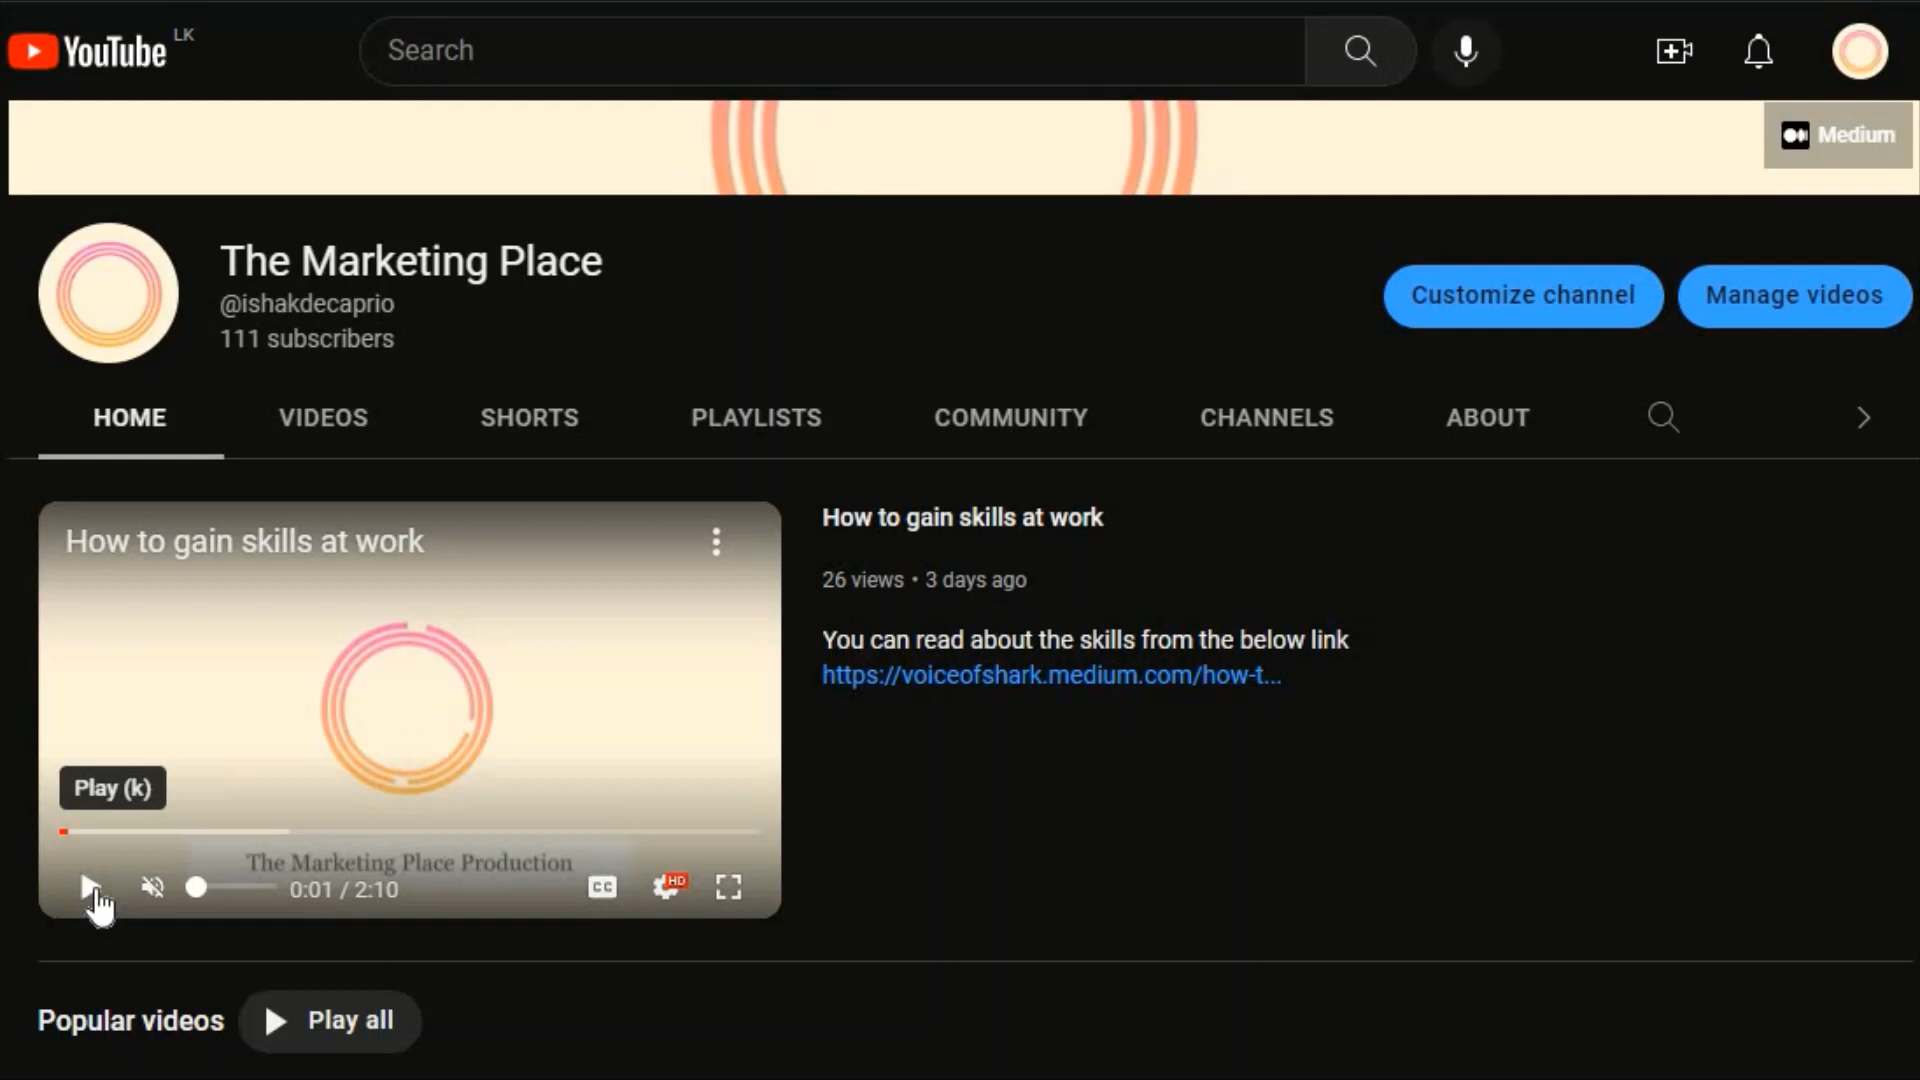 YouTube LK
Search
Medium
The Marketing Place
@ishakdecaprio
111 subscribers
Customize channel
Manage videos
HOME
VIDEOS
SHORTS
PLAYLISTS
COMMUNITY
CHANNELS
ABOUT
How to gain skills at work
Play (k)
The Marketing Place Production
0:01 / 2:10
CC
HD
How to gain skills at work
26 views • 3 days ago
You can read about the skills from the below link
https://voiceofshark.medium.com/how-t...
Popular videos
Play all